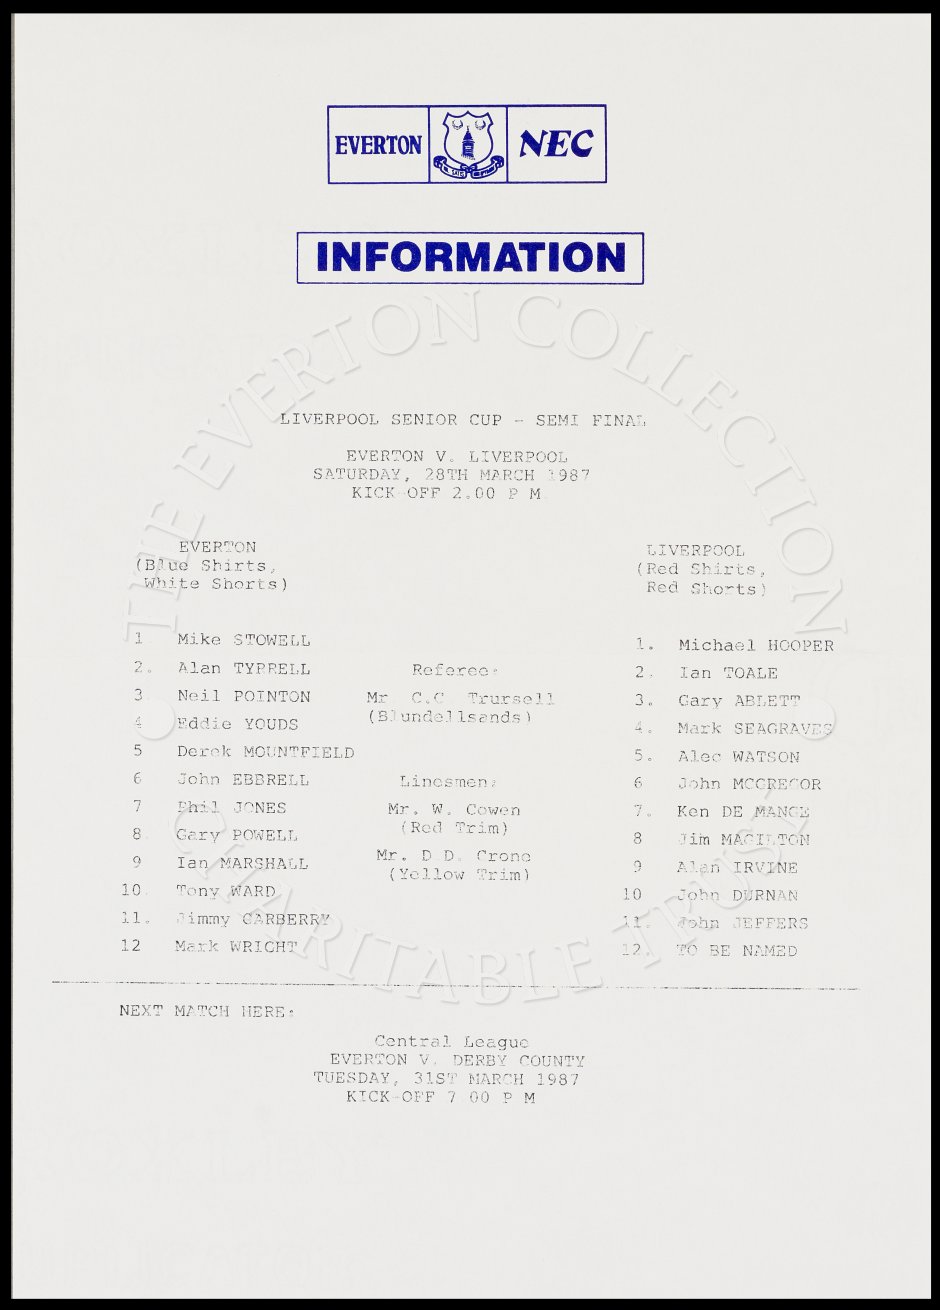 EVERTON
NEC
INFORMATION
THE EVERTON COLLECTION
CHARITABLE TRUST
LIVERPOOL SENIOR CUP - SEMI FINAL
EVERTON V. LIVERPOOL
SATURDAY, 28TH MARCH 1987
KICK-OFF 2.00 P M
EVERTON
(Blue Shirts,
White Shorts)
LIVERPOOL
(Red Shirts,
Red Shorts)
1. Mike STOWELL
2. Alan TYRRELL
3. Neil POINTON
4 Eddie YOUDS
5 Derek MOUNTFIELD
6 John EBBRELL
7 Phil JONES
8. Gary POWELL
9 Ian MARSHALL
10. Tony WARD
11. Jimmy CARBERRY
12 Mark WRIGHT
Referee:
Mr. C.C. Trursell
(Blundellsands)
Linesmen:
Mr. W. Cowen
(Red Trim)
Mr. D.D. Crone
(Yellow Trim)
1. Michael HOOPER
2. Ian TOALE
3. Gary ABLETT
4. Mark SEAGRAVES
5. Alec WATSON
6 John MCGREGOR
7. Ken DE MANGE
8 Jim MAGILTON
9 Alan IRVINE
10 John DURNAN
11. John JEFFERS
12. TO BE NAMED
NEXT MATCH HERE:
Central League
EVERTON V. DERBY COUNTY
TUESDAY, 31ST MARCH 1987
KICK-OFF 7 00 P M